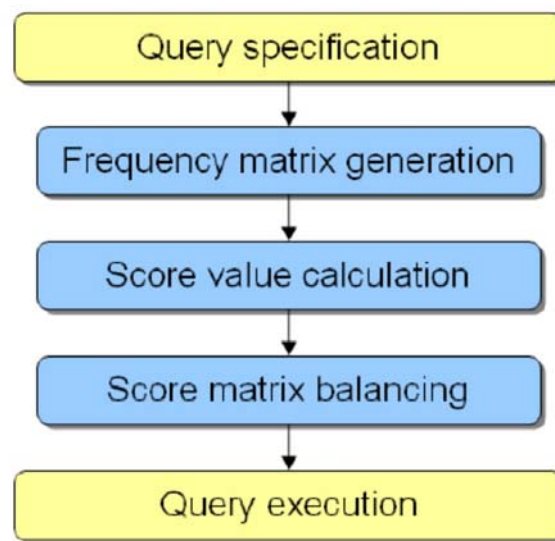 Query specification
Frequency matrix generation
Score value calculation
Score matrix balancing
Query execution